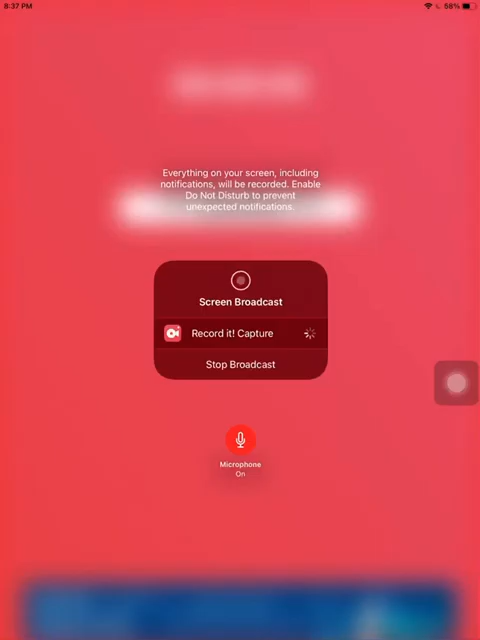 8:37 PM
56%
Everything on your screen, including
notifications, will be recorded. Enable
Do Not Disturb to prevent
unexpected notifications.
Screen Broadcast
Record it! Capture
Stop Broadcast
Microphone
On